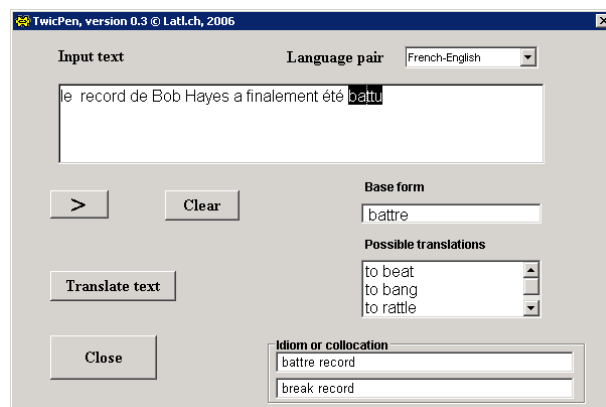 TwicPen, version 0.3 © Latl.ch, 2006
Input text
Language pair
French-English
le record de Bob Hayes a finalement été battu
>
Clear
Base form
battre
Possible translations
to beat
to bang
to rattle
Translate text
Close
Idiom or collocation
battre record
break record